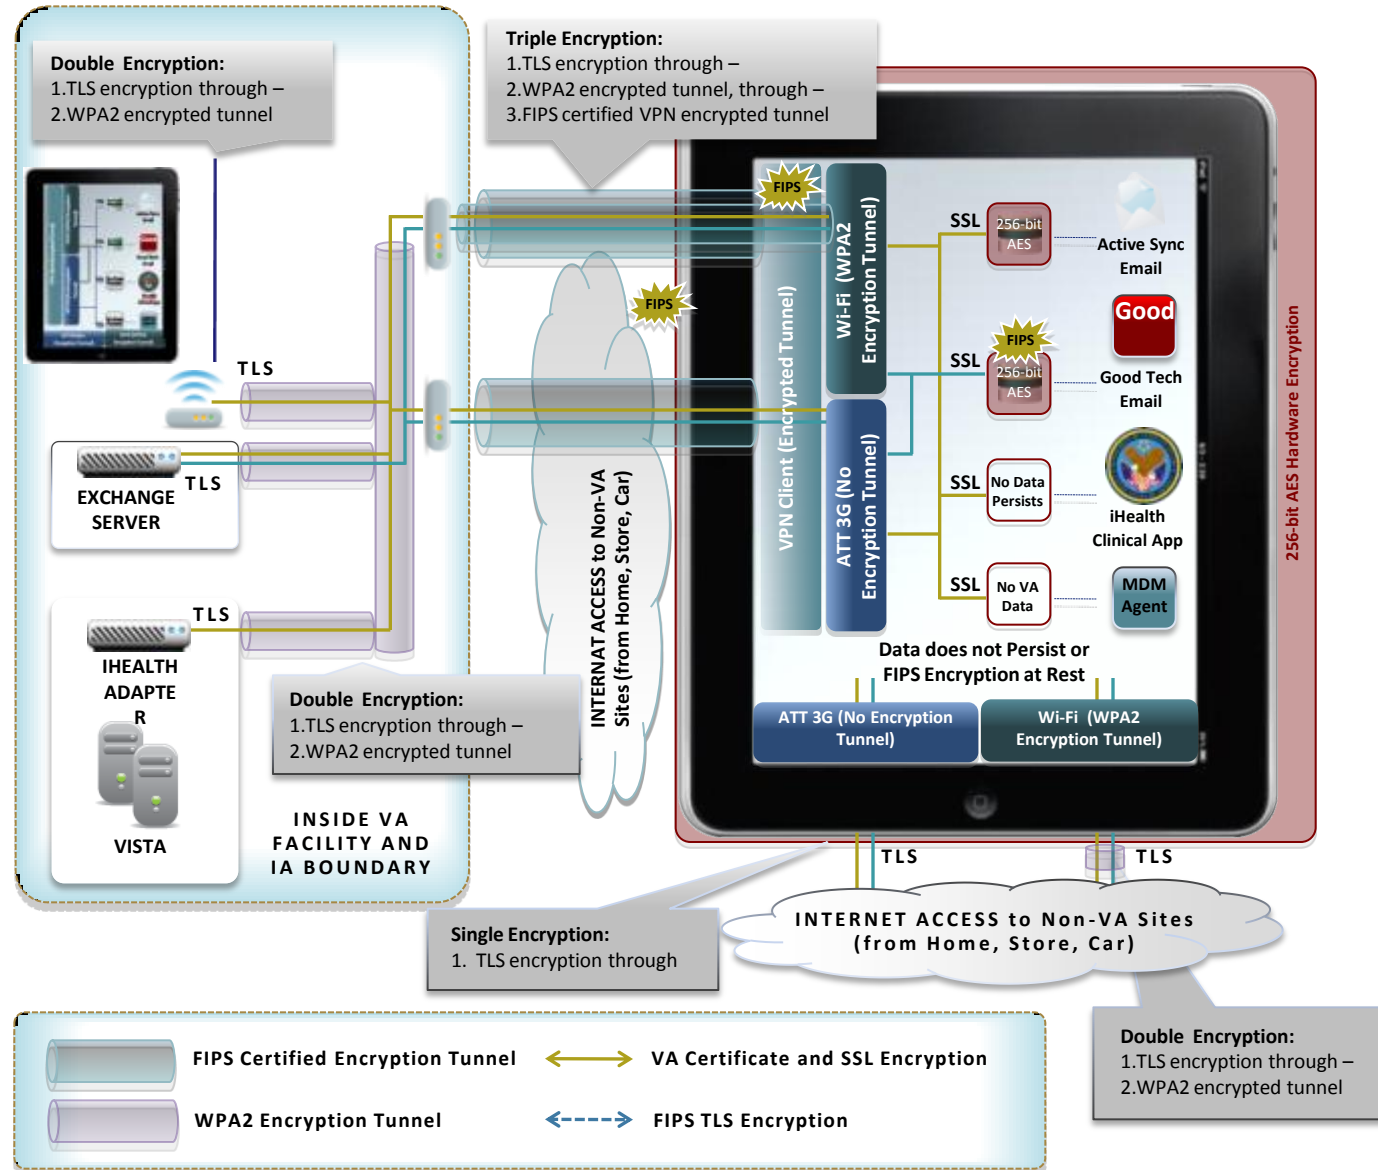 Double Encryption:
1.TLS encryption through –
2.WPA2 encrypted tunnel
Triple Encryption:
1.TLS encryption through –
2.WPA2 encrypted tunnel, through –
3.FIPS certified VPN encrypted tunnel
TLS
EXCHANGE
SERVER
TLS
TLS
IHEALTH
ADAPTE
R
VISTA
Double Encryption:
1.TLS encryption through –
2.WPA2 encrypted tunnel
INSIDE VA
FACILITY AND
IA BOUNDARY
FIPS
INTERNAT ACCESS to Non-VA
Sites (from Home, Store, Car)
FIPS
VPN Client (Encrypted Tunnel)
Wi-Fi (WPA2
Encryption Tunnel)
ATT 3G (No
Encryption Tunnel)
SSL
256-bit
AES
Active Sync
Email
Good
FIPS
SSL
256-bit
AES
Good Tech
Email
SSL
No Data
Persists
iHealth
Clinical App
SSL
No VA
Data
MDM
Agent
Data does not Persist or
FIPS Encryption at Rest
ATT 3G (No Encryption
Tunnel)
Wi-Fi (WPA2
Encryption Tunnel)
256-bit AES Hardware Encryption
TLS
TLS
INTERNET ACCESS to Non-VA Sites
(from Home, Store, Car)
Single Encryption:
1. TLS encryption through
Double Encryption:
1.TLS encryption through –
2.WPA2 encrypted tunnel
FIPS Certified Encryption Tunnel
VA Certificate and SSL Encryption
WPA2 Encryption Tunnel
FIPS TLS Encryption